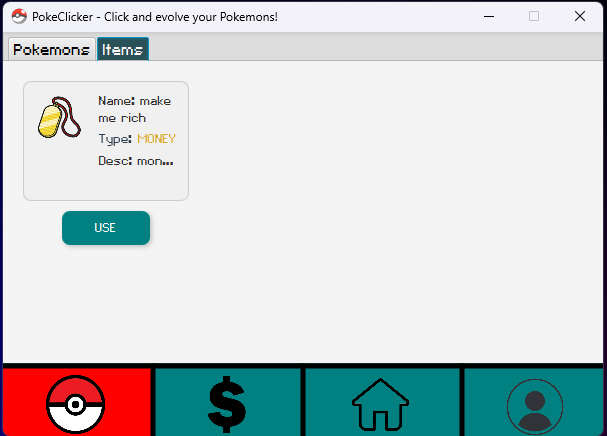 PokeClicker - Click and evolve your Pokemons!
Pokemons Items
Name: make
me rich
Type: MONEY
Desc: mon...
USE
$